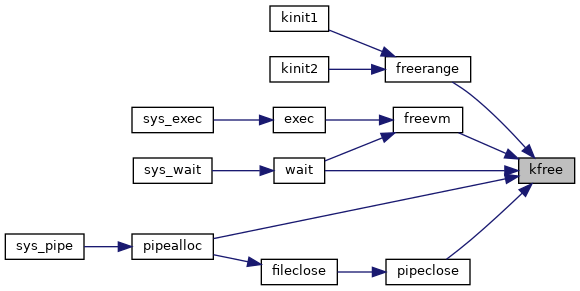 kinit1
kinit2
freerange
sys_exec
exec
freevm
sys_wait
wait
kfree
sys_pipe
pipealloc
fileclose
pipeclose